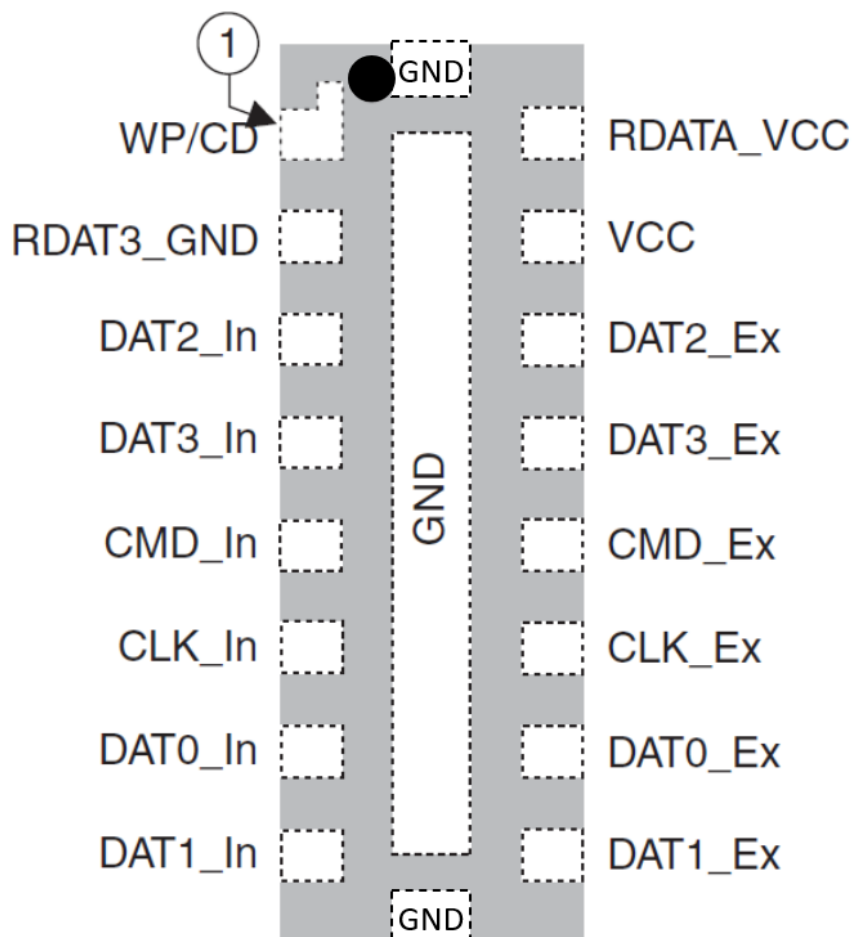 1
GND
WP/CD
RDATA_VCC
RDAT3_GND
VCC
DAT2_In
DAT2_Ex
DAT3_In
DAT3_Ex
GND
CMD_In
CMD_Ex
CLK_In
CLK_Ex
DAT0_In
DAT0_Ex
DAT1_In
DAT1_Ex
GND